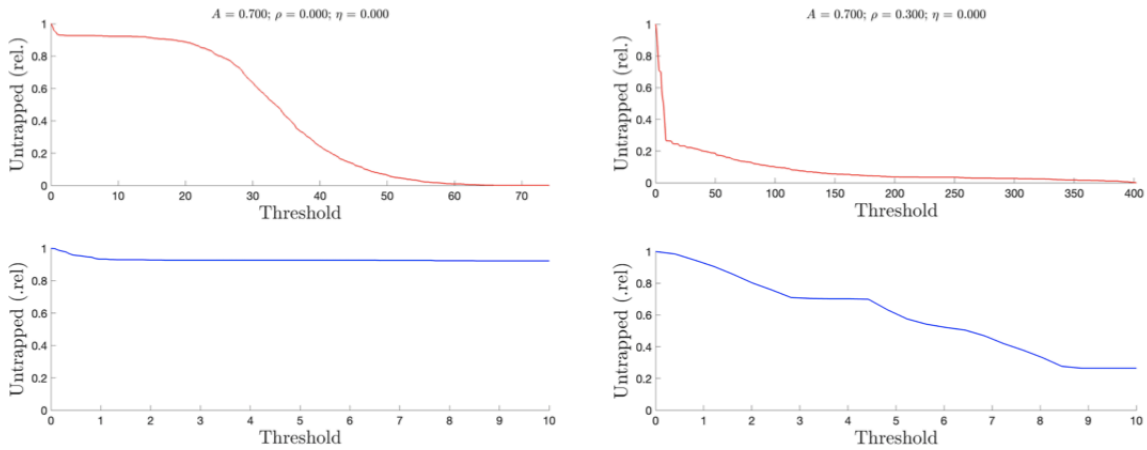 A = 0.700; ρ = 0.000; η = 0.000
Untrapped (rel.)
1
0.8
0.6
0.4
0.2
0
0 10 20 30 40 50 60 70
Threshold
A = 0.700; ρ = 0.300; η = 0.000
Untrapped (rel.)
1
0.8
0.6
0.4
0.2
0
0 50 100 150 200 250 300 350 400
Threshold
Untrapped (.rel)
1
0.8
0.6
0.4
0.2
0
0 1 2 3 4 5 6 7 8 9 10
Threshold
Untrapped (.rel)
1
0.8
0.6
0.4
0.2
0
0 1 2 3 4 5 6 7 8 9 10
Threshold